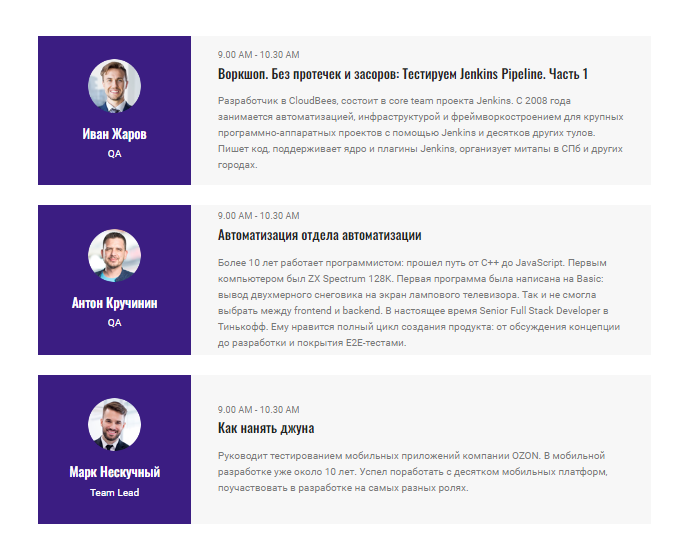 Иван Жаров
QA
9.00 AM - 10.30 AM
Воркшоп. Без протечек и засоров: Тестируем Jenkins Pipeline. Часть 1
Разработчик в CloudBees, состоит в core team проекта Jenkins. С 2008 года
занимается автоматизацией, инфраструктурой и фреймворкостроением для крупных
программно-аппаратных проектов с помощью Jenkins и десятков других тулов.
Пишет код, поддерживает ядро и плагины Jenkins, организует митапы в СПб и других
городах.
Антон Кручинин
QA
9.00 AM - 10.30 AM
Автоматизация отдела автоматизации
Более 10 лет работает программистом: прошел путь от C++ до JavaScript. Первым
компьютером был ZX Spectrum 128K. Первая программа была написана на Basic:
вывод двухмерного снеговика на экран лампового телевизора. Так и не смогла
выбрать между frontend и backend. В настоящее время Senior Full Stack Developer в
Тинькофф. Ему нравится полный цикл создания продукта: от обсуждения концепции
до разработки и покрытия E2E-тестами.
Марк Нескучный
Team Lead
9.00 AM - 10.30 AM
Как нанять джуна
Руководит тестированием мобильных приложений компании OZON. В мобильной
разработке уже около 10 лет. Успел поработать с десятком мобильных платформ,
поучаствовать в разработке на самых разных ролях.